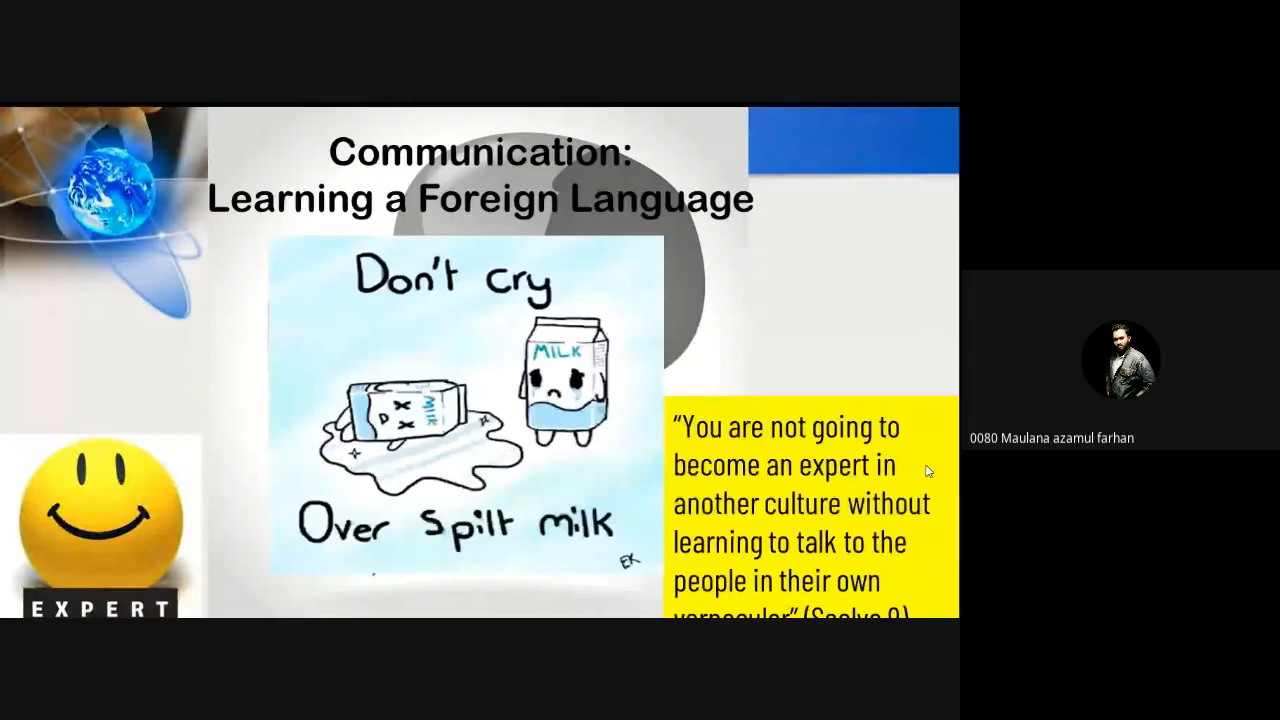 Communication:
Learning a Foreign Language
Don't cry
MILK
MILK
Over spilt milk
EK
EXPERT
“You are not going to
become an expert in
another culture without
learning to talk to the
people in their own
0080 Maulana azamul farhan